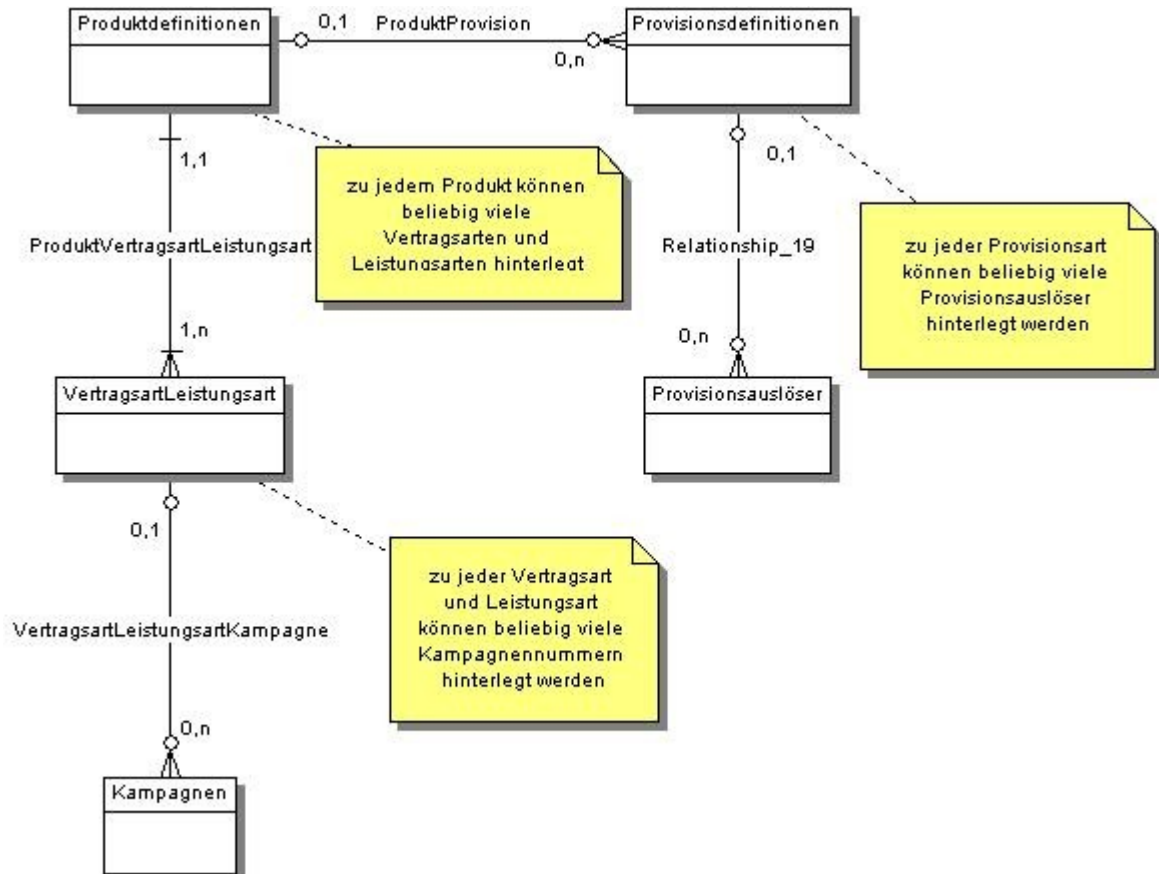 Produktdefinitionen
0,1
ProduktProvision
0,n
Provisionsdefinitionen
1,1
ProduktVertragsartLeistungsart
1,n
zu jedem Produkt können
beliebig viele
Vertragsarten und
Leistungsarten hinterlegt
0,1
Relationship_19
0,n
zu jeder Provisionsart
können beliebig viele
Provisionsauslöser
hinterlegt werden
VertragsartLeistungsart
Provisionsauslöser
0,1
VertragsartLeistungsartKampagne
0,n
zu jeder Vertragsart
und Leistungsart
können beliebig viele
Kampagnennummern
hinterlegt werden
Kampagnen